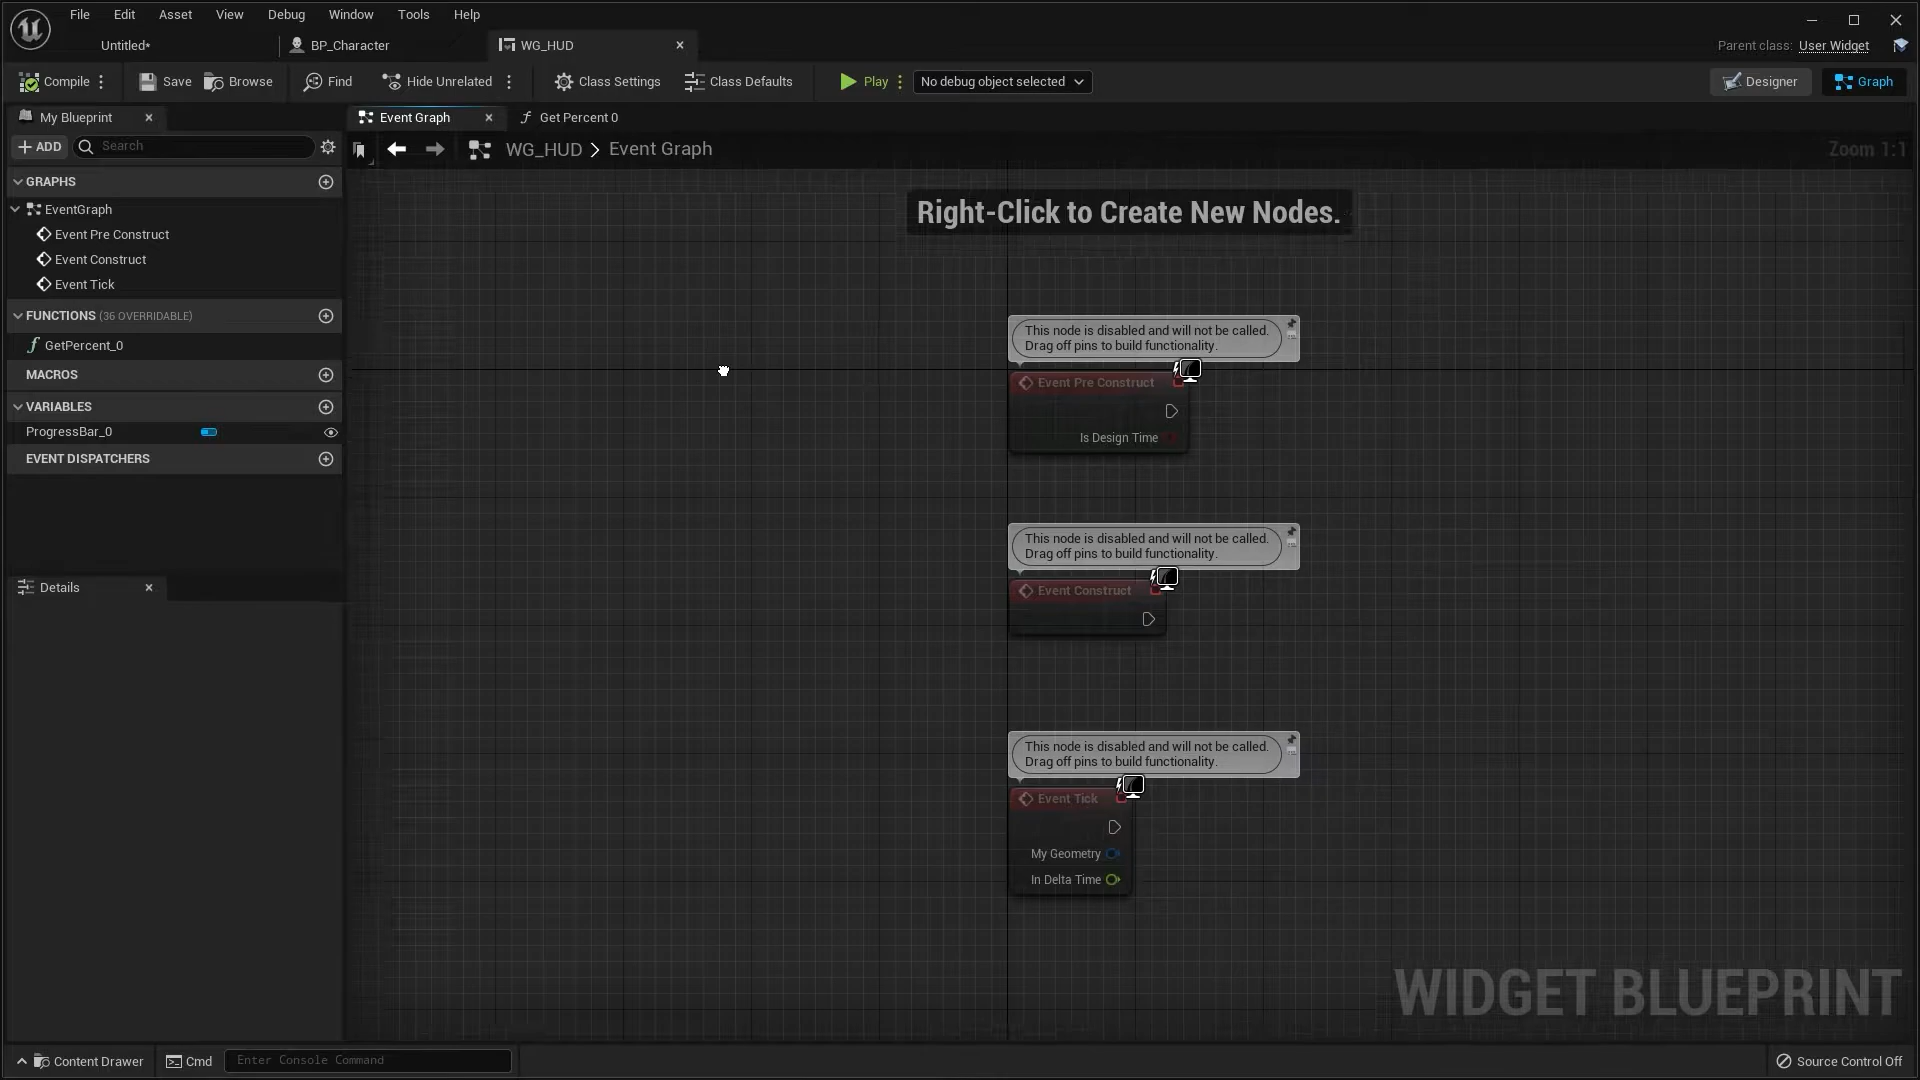 File Edit Asset View Debug Window Tools Help
Untitled*
BP_Character
WG_HUD
Parent class: User Widget
Compile
Save
Browse
Find
Hide Unrelated
Class Settings
Class Defaults
Play
No debug object selected
Designer
Graph
My Blueprint
Event Graph
Get Percent 0
ADD
Search
WG_HUD > Event Graph
Zoom 1:1
GRAPHS
EventGraph
Event Pre Construct
Event Construct
Event Tick
FUNCTIONS (36 OVERRIDABLE)
GetPercent_0
MACROS
VARIABLES
ProgressBar_0
EVENT DISPATCHERS
Details
Right-Click to Create New Nodes.
This node is disabled and will not be called.
Drag off pins to build functionality.
Event Pre Construct
Is Design Time
This node is disabled and will not be called.
Drag off pins to build functionality.
Event Construct
This node is disabled and will not be called.
Drag off pins to build functionality.
Event Tick
My Geometry
In Delta Time
WIDGET BLUEPRINT
Content Drawer
Cmd
Enter Console Command
Source Control Off